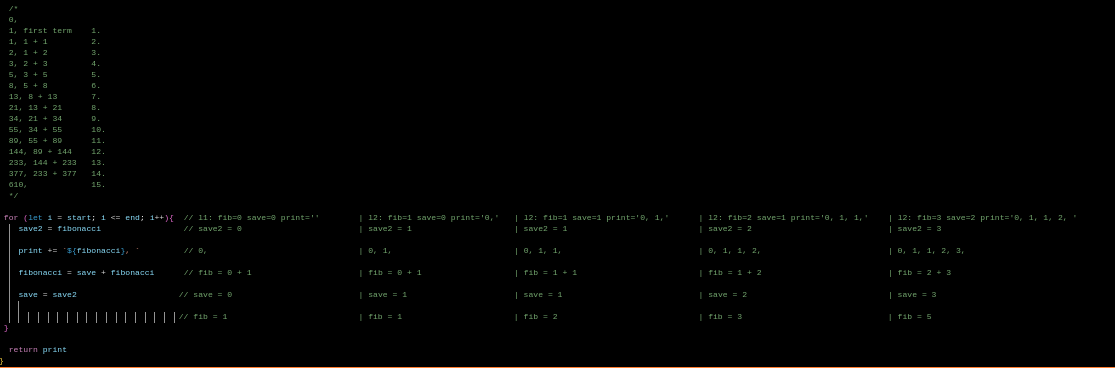 /*
0,
1, first term    1.
1, 1 + 1         2.
2, 1 + 2         3.
3, 2 + 3         4.
5, 3 + 5         5.
8, 5 + 8         6.
13, 8 + 13       7.
21, 13 + 21      8.
34, 21 + 34      9.
55, 34 + 55      10.
89, 55 + 89      11.
144, 89 + 144    12.
233, 144 + 233   13.
377, 233 + 377   14.
610,             15.
*/
for (let i = start; i <= end; i++){  // l1: fib=0 save=0 print=''        | l2: fib=1 save=0 print='0,'   | l2: fib=1 save=1 print='0, 1,'      | l2: fib=2 save=1 print='0, 1, 1,'    | l2: fib=3 save=2 print='0, 1, 1, 2, '
save2 = fibonacci                 // save2 = 0                        | save2 = 1                     | save2 = 1                           | save2 = 2                            | save2 = 3
print += `${fibonacci}, `         // 0,                               | 0, 1,                         | 0, 1, 1,                            | 0, 1, 1, 2,                          | 0, 1, 1, 2, 3,
fibonacci = save + fibonacci      // fib = 0 + 1                      | fib = 0 + 1                   | fib = 1 + 1                         | fib = 1 + 2                          | fib = 2 + 3
save = save2                     // save = 0                         | save = 1                      | save = 1                            | save = 2                             | save = 3
// fib = 1                          | fib = 1                       | fib = 2                             | fib = 3                              | fib = 5
}
return print
}